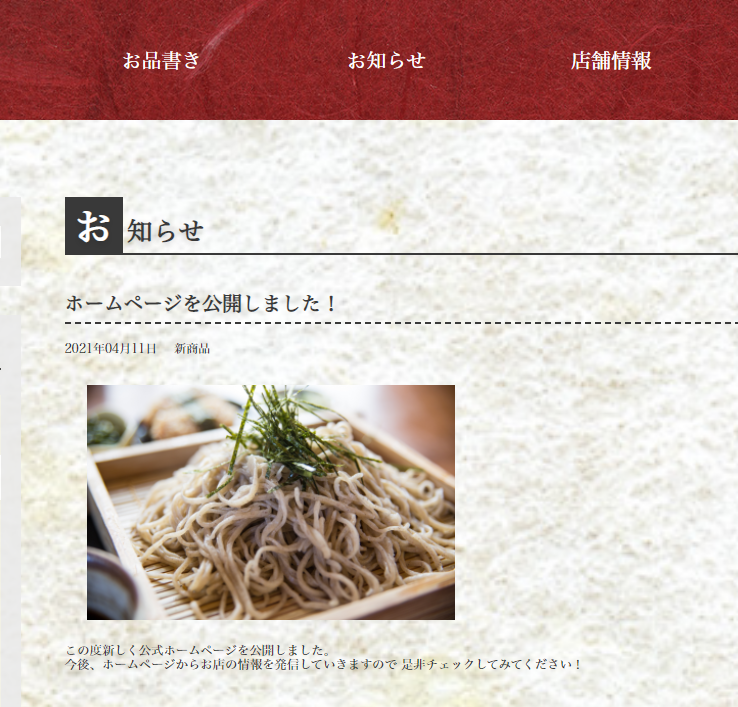 お品書き
お知らせ
店舗情報
お知らせ
ホームページを公開しました！
2021年04月11日 新商品
この度新しく公式ホームページを公開しました。
今後、ホームページからお店の情報を発信していきますので 是非チェックしてみてください！